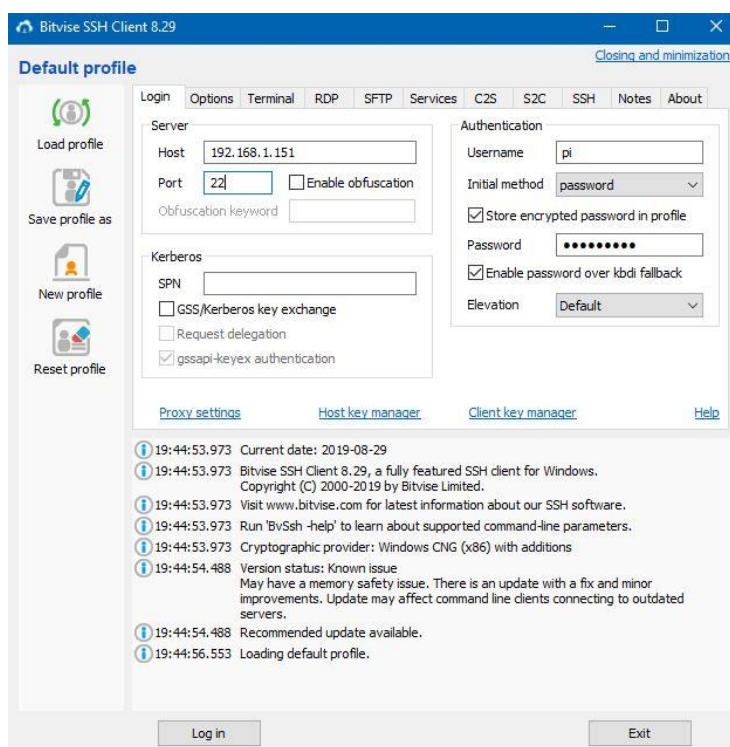 Bitvise SSH Client 8.29
Closing and minimization
Default profile
Load profile
Save profile as
New profile
Reset profile
Login Options Terminal RDP SFTP Services C2S S2C SSH Notes About
Server
Host 192.168.1.151
Port 22 Enable obfuscation
Obfuscation keyword
Kerberos
SPN
GSS/Kerberos key exchange
Request delegation
gssapi-keyex authentication
Authentication
Username pi
Initial method password
Store encrypted password in profile
Password •••••••••
Enable password over kbdi fallback
Elevation Default
Proxy settings Host key manager Client key manager Help
19:44:53.973 Current date: 2019-08-29
19:44:53.973 Bitvise SSH Client 8.29, a fully featured SSH client for Windows.
Copyright (C) 2000-2019 by Bitvise Limited.
19:44:53.973 Visit www.bitvise.com for latest information about our SSH software.
19:44:53.973 Run 'BvSsh -help' to learn about supported command-line parameters.
19:44:53.973 Cryptographic provider: Windows CNG (x86) with additions
19:44:54.488 Version status: Known issue
May have a memory safety issue. There is an update with a fix and minor
improvements. Update may affect command line clients connecting to outdated
servers.
19:44:54.488 Recommended update available.
19:44:56.553 Loading default profile.
Log in Exit